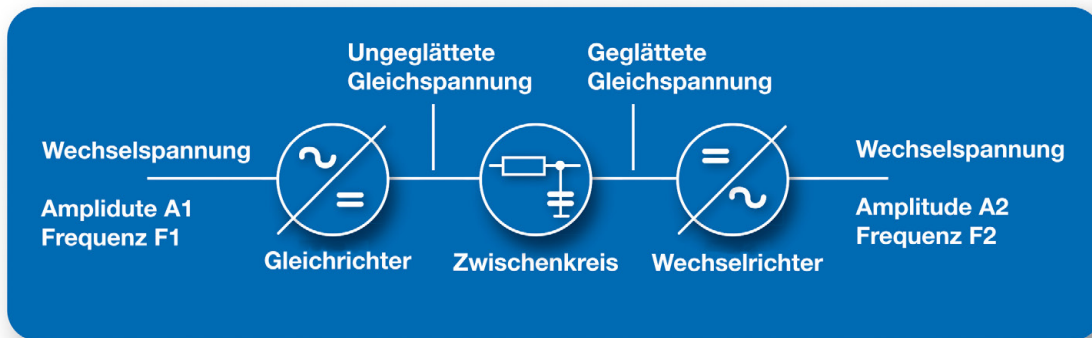 Ungeglättete
Gleichspannung
Geglättete
Gleichspannung
Wechselspannung
Amplidute A1
Frequenz F1
Gleichrichter
Zwischenkreis
Wechselrichter
Wechselspannung
Amplitude A2
Frequenz F2